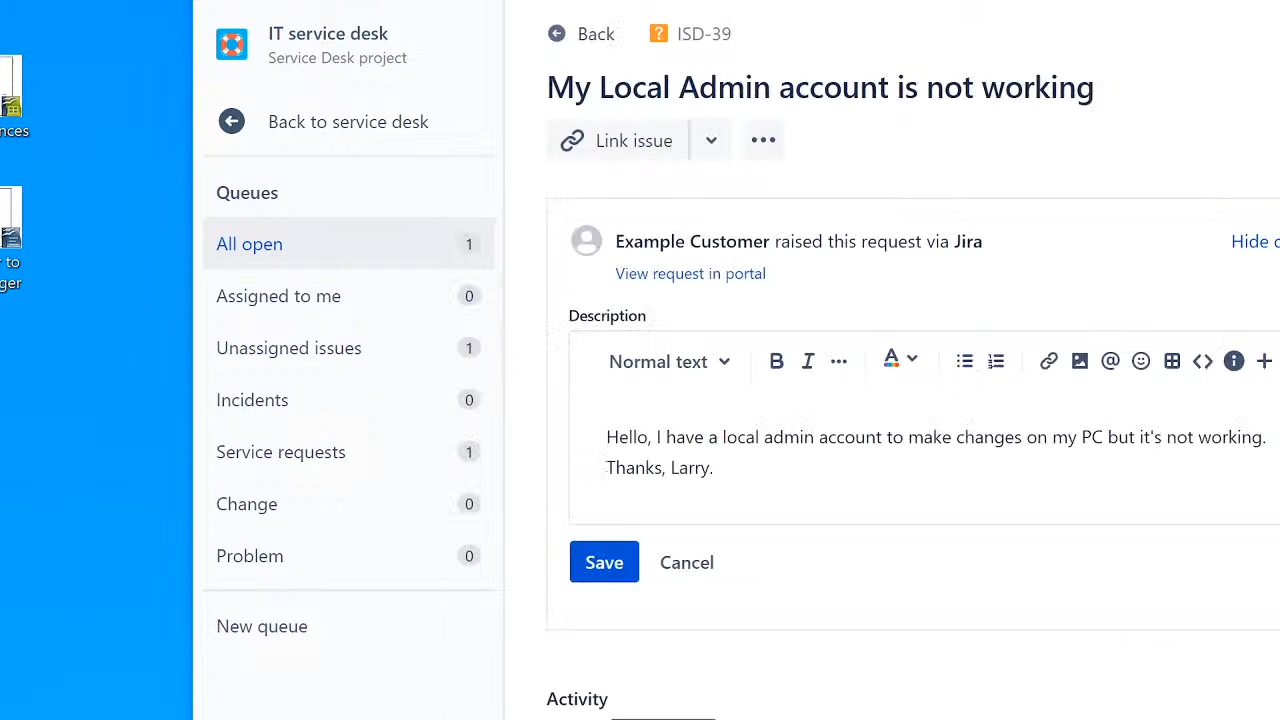 nces
r to
ger
IT service desk
Service Desk project
Back to service desk
Queues
All open 1
Assigned to me 0
Unassigned issues 1
Incidents 0
Service requests 1
Change 0
Problem 0
New queue
Back ISD-39
My Local Admin account is not working
Link issue
Example Customer raised this request via Jira
Hide
View request in portal
Description
Normal text B I A
Hello, I have a local admin account to make changes on my PC but it's not working.
Thanks, Larry.
Save Cancel
Activity